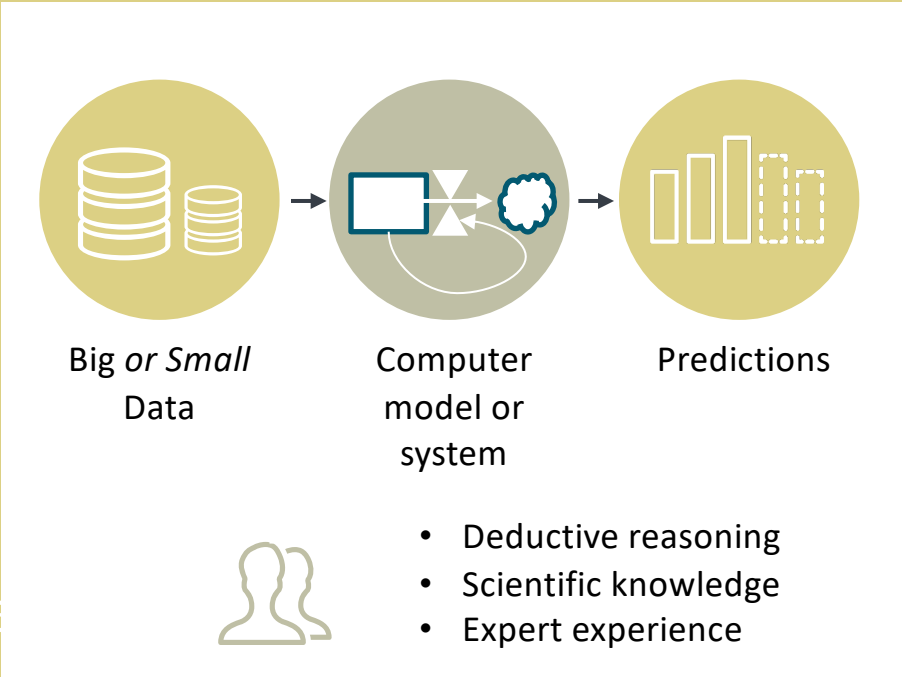 Big or Small
Data
Computer
model or
system
Predictions
• Deductive reasoning
• Scientific knowledge
• Expert experience